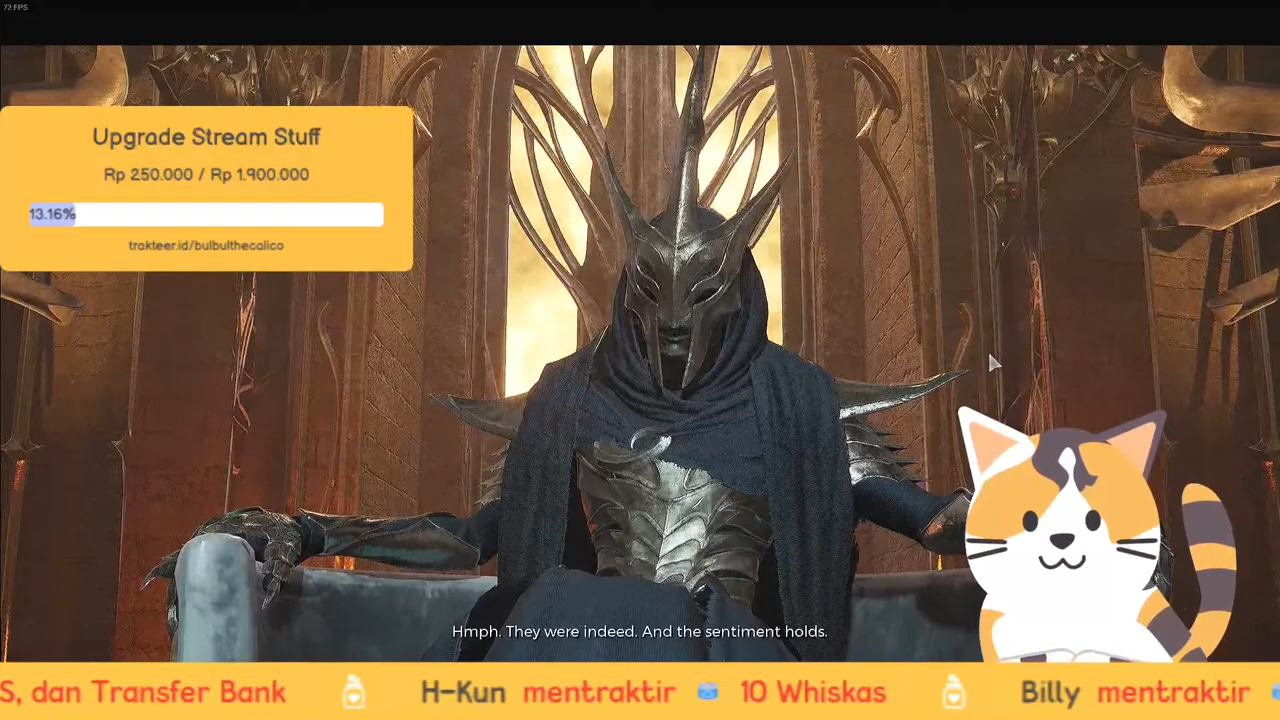 72 FPS
Upgrade Stream Stuff
Rp 250.000 / Rp 1.900.000
13.16%
trakteer.id/bulbulthecalico
Hmph. They were indeed. And the sentiment holds.
S, dan Transfer Bank H-Kun mentraktir 10 Whiskas Billy mentraktir